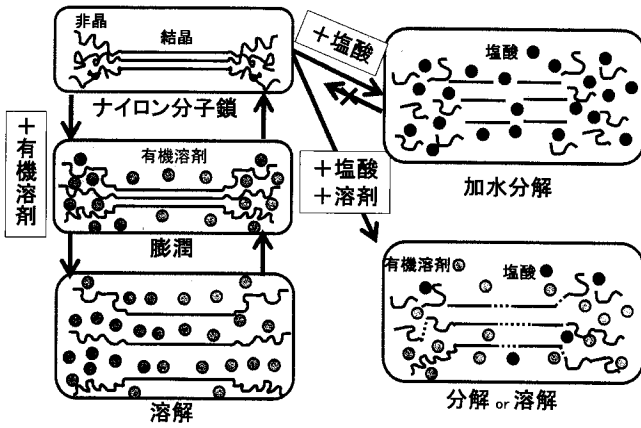 非晶
結晶
ナイロン分子鎖
＋有機溶剤
有機溶剤
膨潤
溶解
＋塩酸
塩酸
加水分解
＋塩酸
＋溶剤
有機溶剤
塩酸
分解 or 溶解